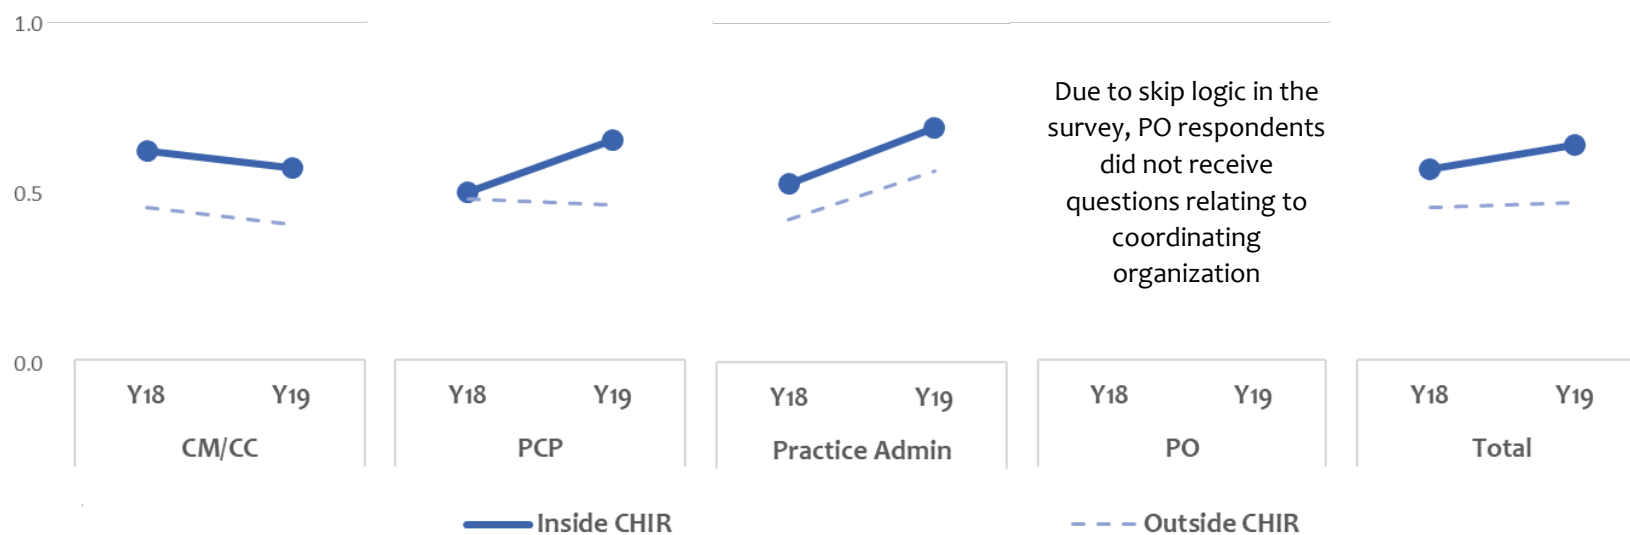 1.0
0.5
0.0
Due to skip logic in the
survey, PO respondents
did not receive
questions relating to
coordinating
organization
Y18 Y19 Y18 Y19 Y18 Y19 Y18 Y19 Y18 Y19
CM/CC PCP Practice Admin PO Total
Inside CHIR Outside CHIR